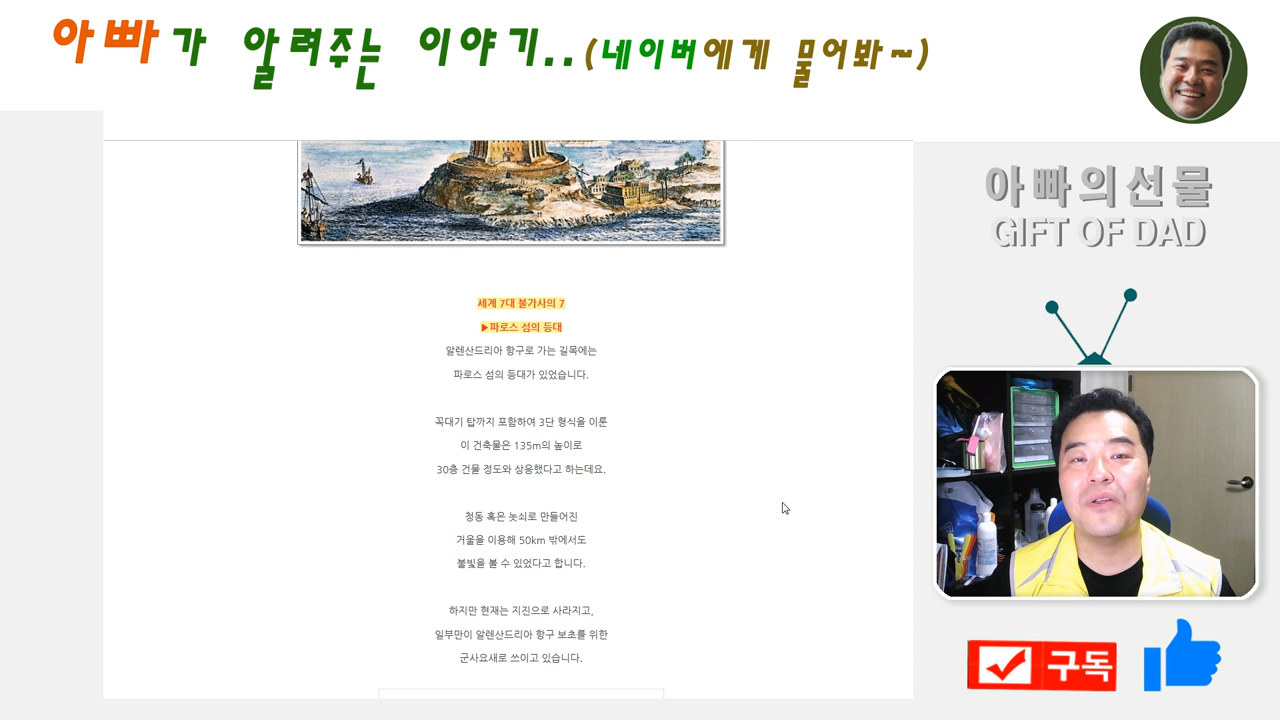 아빠가 알려주는 이야기..(네이버에게 물어봐~)
아빠의선물
GIFT OF DAD
세계 7대 불가사의 7
▶파로스 섬의 등대
알렉산드리아 항구로 가는 길목에는
파로스 섬의 등대가 있었습니다.
꼭대기 탑까지 포함하여 3단 형식을 이룬
이 건축물은 135m의 높이로
30층 건물 정도와 상응했다고 하는데요.
청동 혹은 놋쇠로 만들어진
거울을 이용해 50km 밖에서도
불빛을 볼 수 있었다고 합니다.
하지만 현재는 지진으로 사라지고,
일부만이 알렌산드리아 항구 보초를 위한
군사요새로 쓰이고 있습니다.
구독